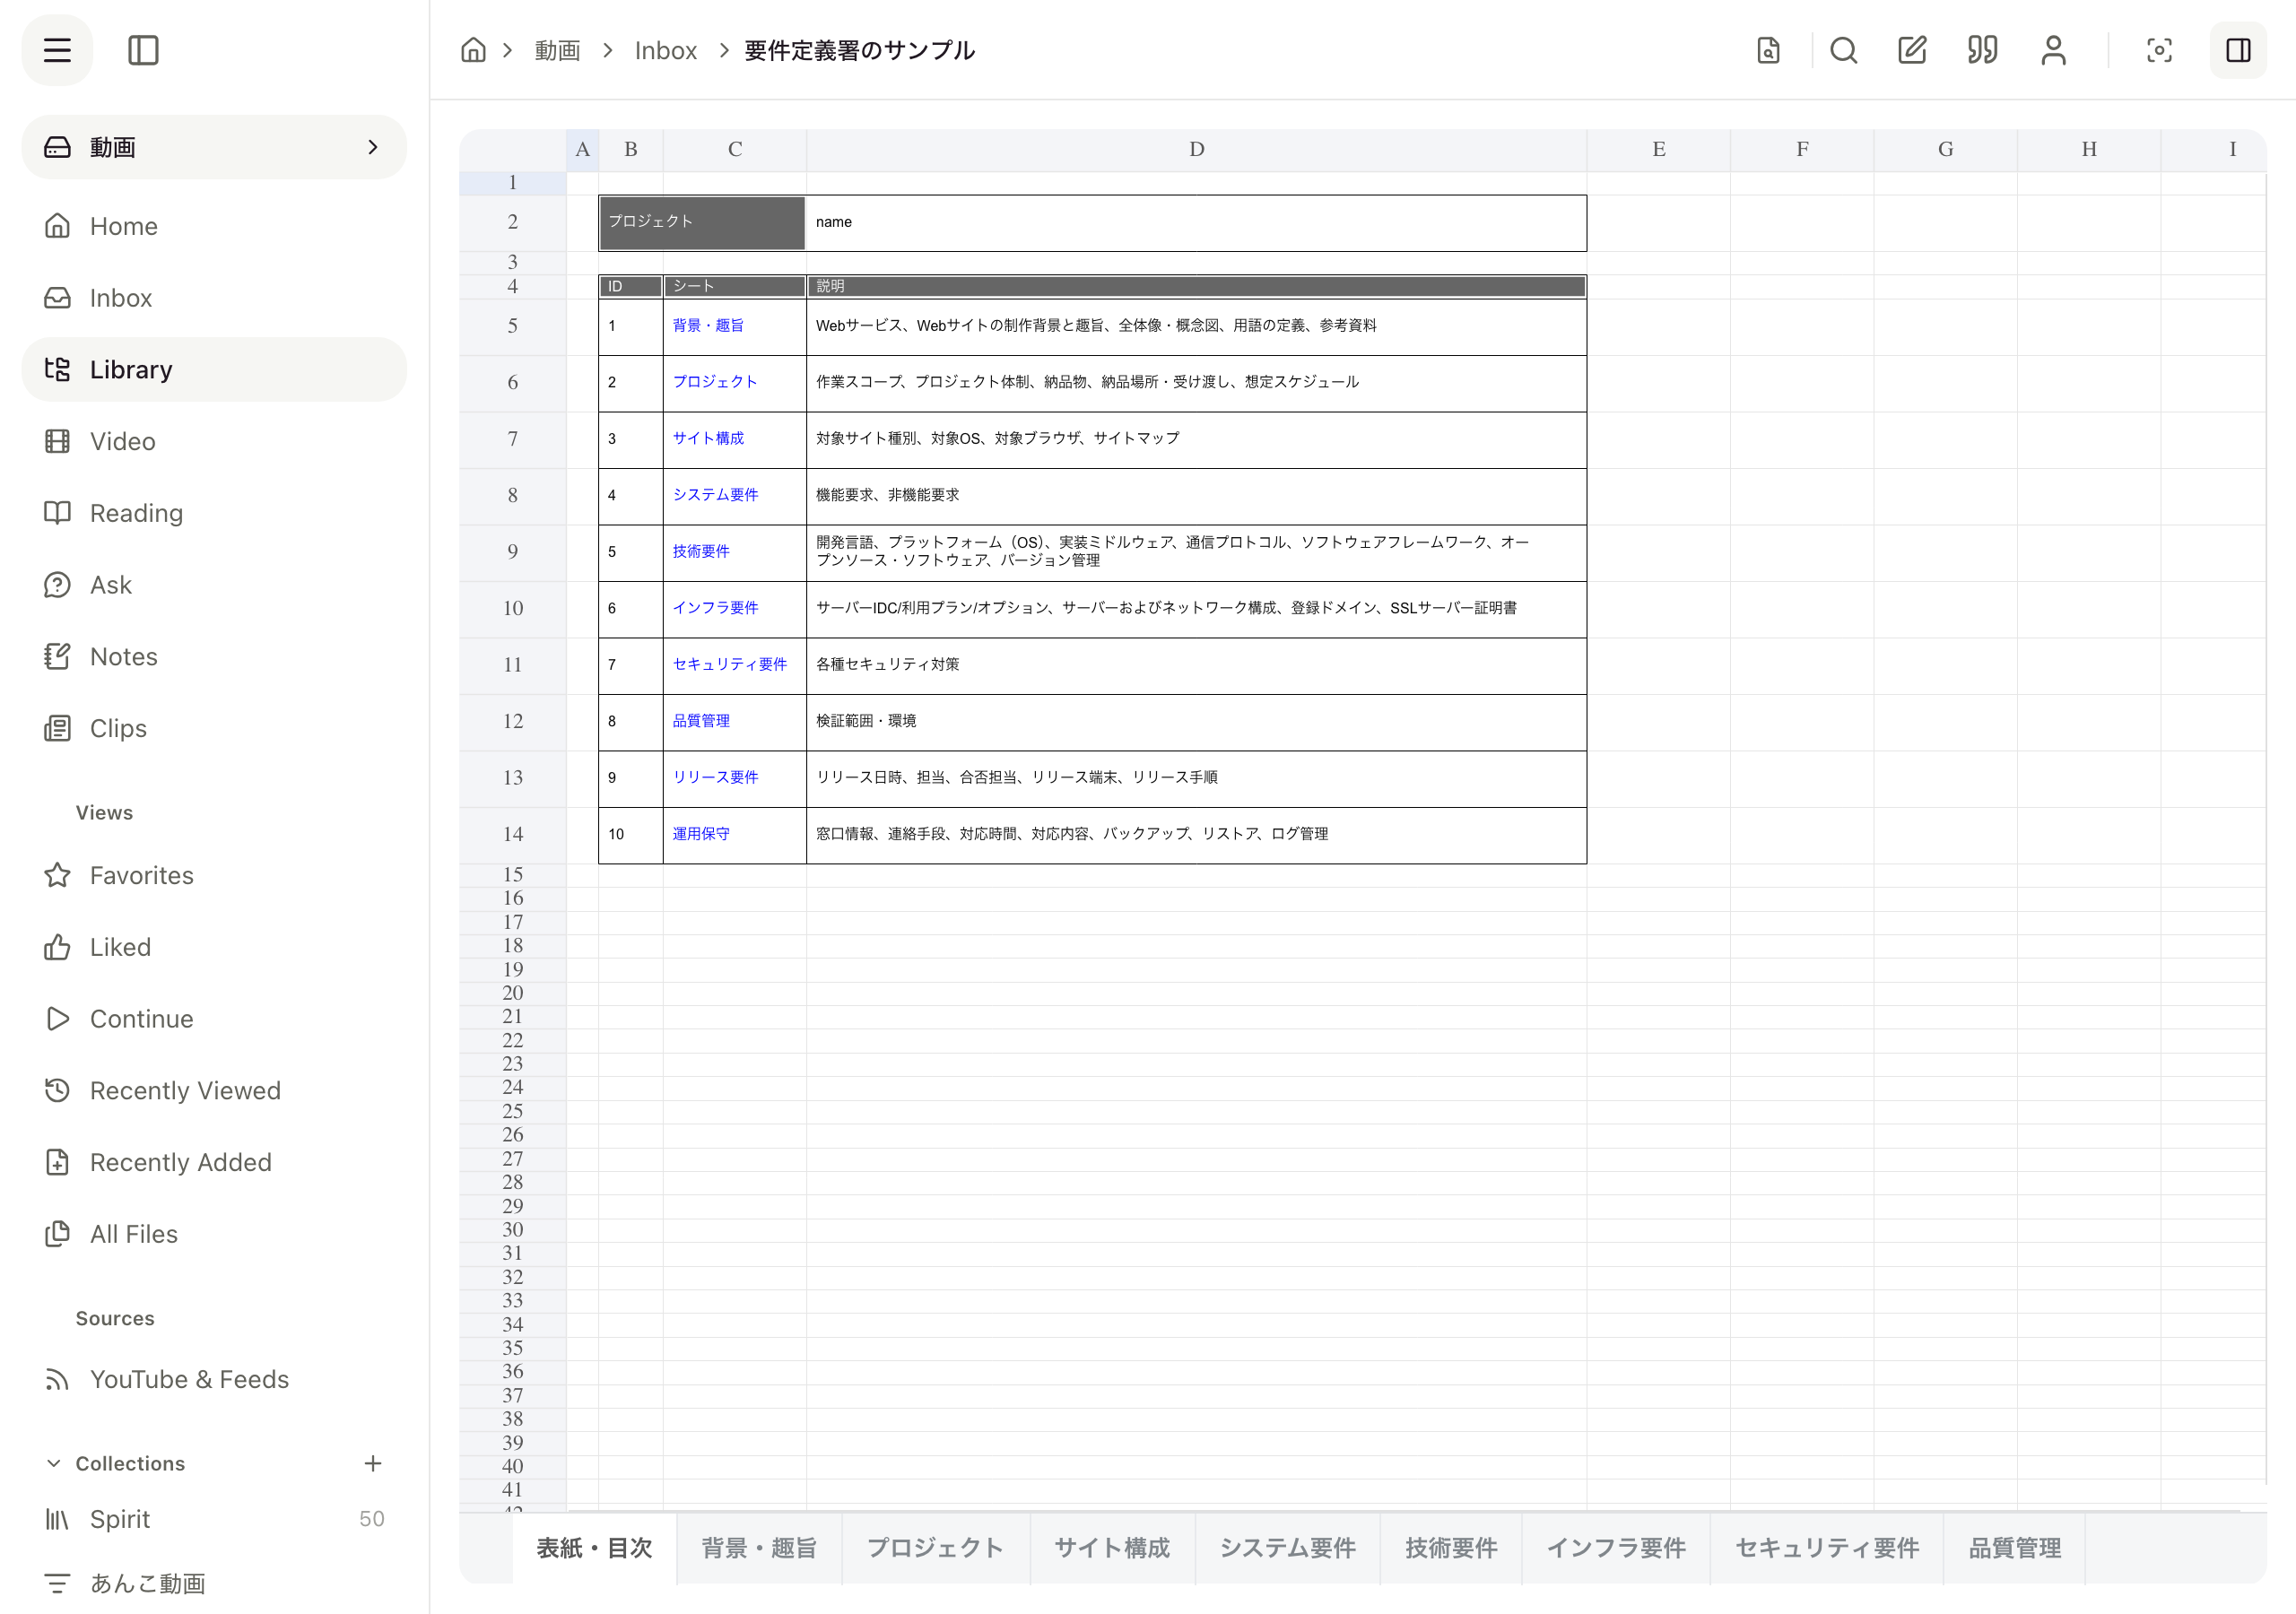 動画
Home
Inbox
Library
Video
Reading
Ask
Notes
Clips
Views
Favorites
Liked
Continue
Recently Viewed
Recently Added
All Files
Sources
YouTube & Feeds
Collections
Spirit 50
あんこ動画
動画 Inbox 要件定義署のサンプル
A B C D E F G H I
1
2 プロジェクト name
3
4 ID シート 説明
5 1 背景・趣旨 Webサービス、Webサイトの制作背景と趣旨、全体像・概念図、用語の定義、参考資料
6 2 プロジェクト 作業スコープ、プロジェクト体制、納品物、納品場所・受け渡し、想定スケジュール
7 3 サイト構成 対象サイト種別、対象OS、対象ブラウザ、サイトマップ
8 4 システム要件 機能要求、非機能要求
9 5 技術要件 開発言語、プラットフォーム（OS）、実装ミドルウェア、通信プロトコル、ソフトウェアフレームワーク、オー
プンソース・ソフトウェア、バージョン管理
10 6 インフラ要件 サーバーIDC/利用プラン/オプション、サーバーおよびネットワーク構成、登録ドメイン、SSLサーバー証明書
11 7 セキュリティ要件 各種セキュリティ対策
12 8 品質管理 検証範囲・環境
13 9 リリース要件 リリース日時、担当、合否担当、リリース端末、リリース手順
14 10 運用保守 窓口情報、連絡手段、対応時間、対応内容、バックアップ、リストア、ログ管理
15
16
17
18
19
20
21
22
23
24
25
26
27
28
29
30
31
32
33
34
35
36
37
38
39
40
41
42
表紙・目次 背景・趣旨 プロジェクト サイト構成 システム要件 技術要件 インフラ要件 セキュリティ要件 品質管理